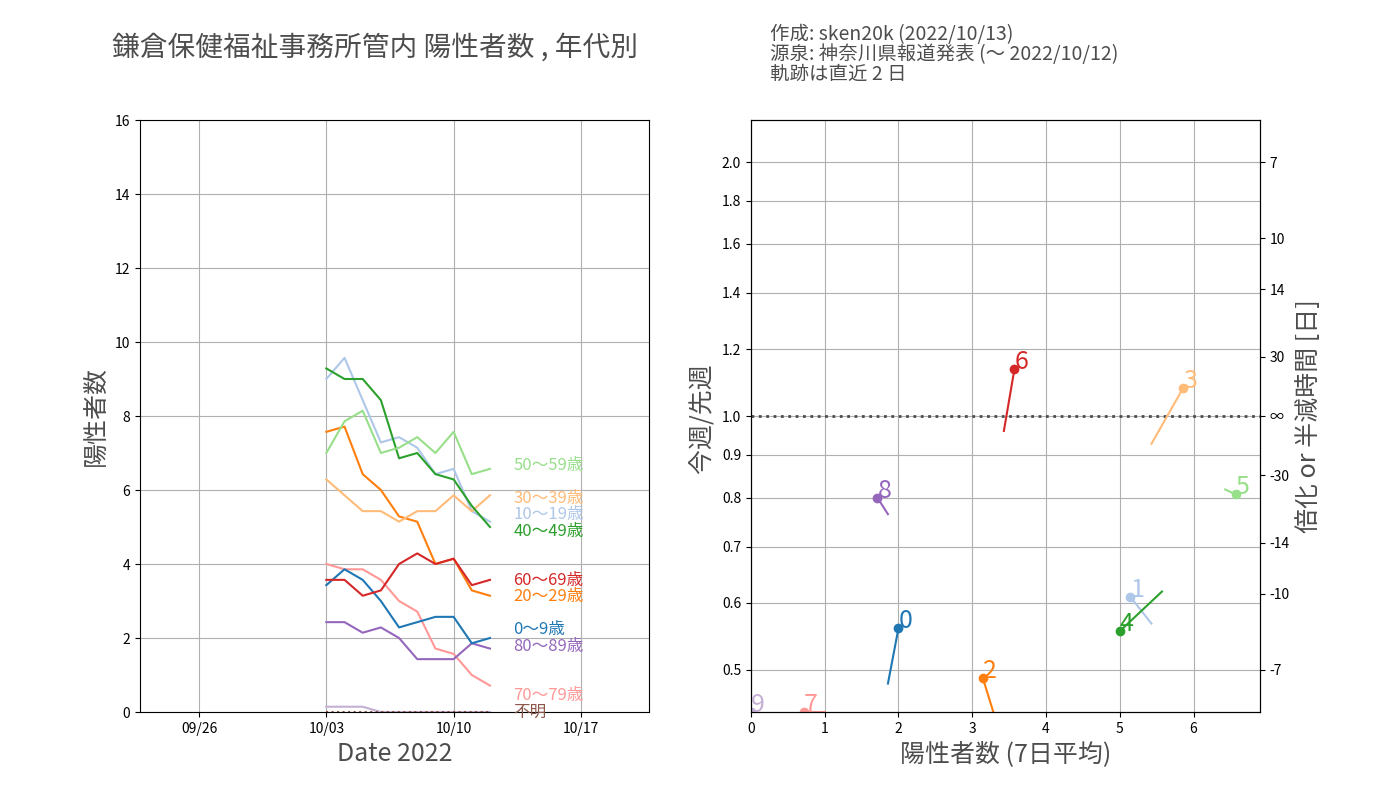 鎌倉保健福祉事務所管内 陽性者数 , 年代別
作成: sken20k (2022/10/13)
源泉: 神奈川県報道発表 (〜 2022/10/12)
軌跡は直近 2 日
陽性者数
16
14
12
10
8
6
4
2
0
50〜59歳
30〜39歳
10〜19歳
40〜49歳
60〜69歳
20〜29歳
0〜9歳
80〜89歳
70〜79歳
不明
09/26
10/03
10/10
10/17
Date 2022
今週/先週
2.0
1.8
1.6
1.4
1.2
1.0
0.9
0.8
0.7
0.6
0.5
6
3
5
8
1
4
0
2
9
7
7
10
14
30
∞
-30
-14
-10
-7
倍化 or 半減時間 [日]
0
1
2
3
4
5
6
陽性者数 (7日平均)